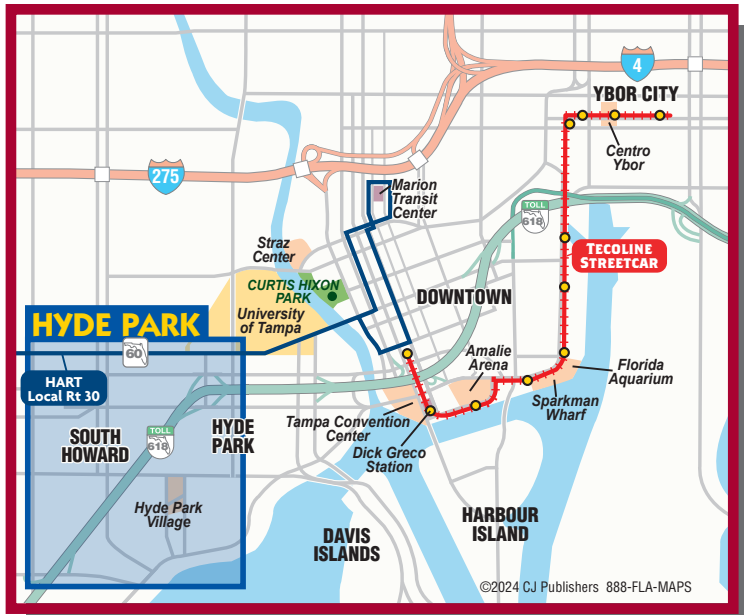 4
YBOR CITY
Centro
Ybor
275
Marion
Transit
Center
TOLL
618
Straz
Center
TECOLINE
STREETCAR
CURTIS HIXON
PARK
University
of Tampa
DOWNTOWN
HYDE PARK
60
HART
Local Rt 30
Amalie
Arena
Florida
Aquarium
Sparkman
Wharf
Tampa Convention
Center
Dick Greco
Station
SOUTH
HOWARD
TOLL
618
HYDE
PARK
Hyde Park
Village
DAVIS
ISLANDS
HARBOUR
ISLAND
©2024 CJ Publishers 888-FLA-MAPS